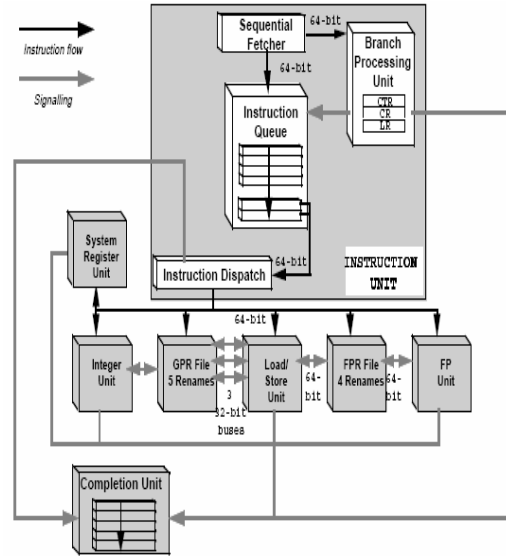 Instruction flow
Signalling
Sequential
Fetcher
64-bit
64-bit
Branch
Processing
Unit
CTR
CR
LR
Instruction
Queue
64-bit
Instruction Dispatch
INSTRUCTION
UNIT
System
Register
Unit
64-bit
Integer
Unit
GPR File
5 Renames
Load/
Store
Unit
FPR File
4 Renames
FP
Unit
3
32-bit
buses
64-
bit
64-
bit
Completion Unit